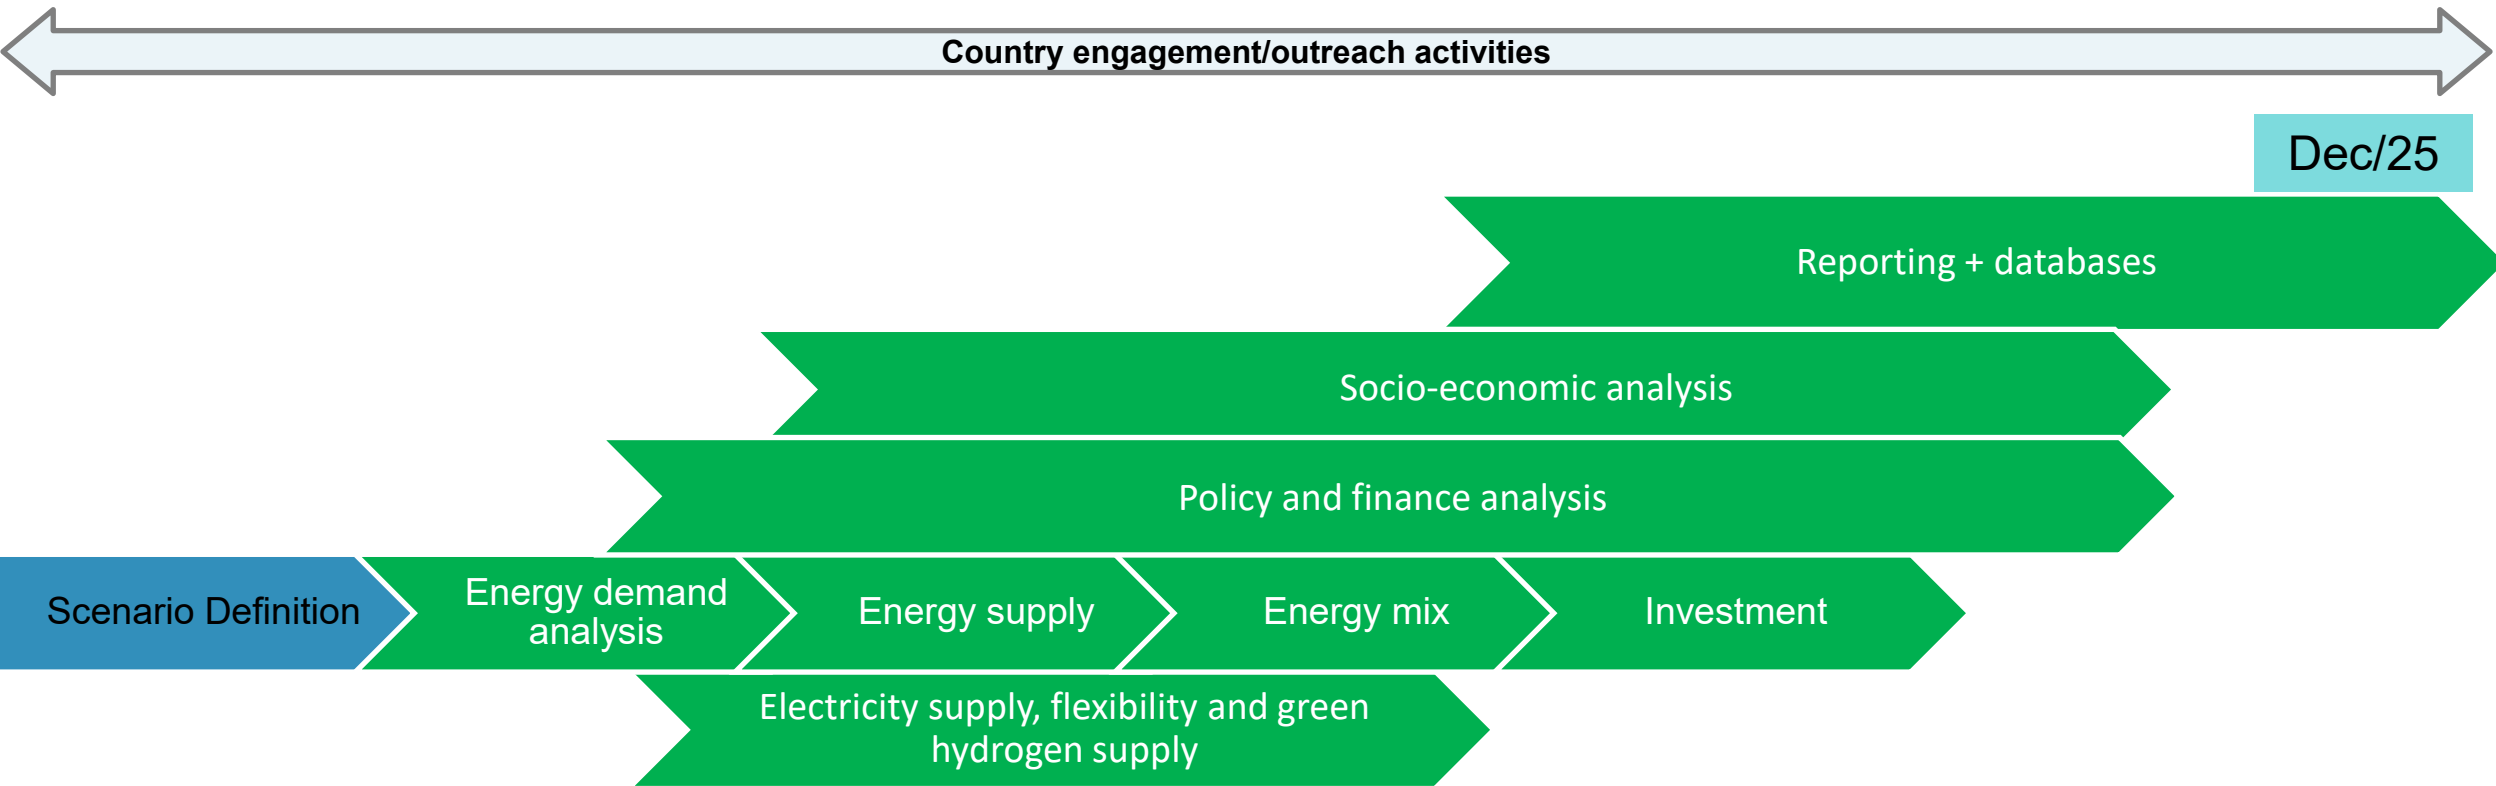 Country engagement/outreach activities
Dec/25
Reporting + databases
Socio-economic analysis
Policy and finance analysis
Scenario Definition
Energy demand
analysis
Energy supply
Energy mix
Investment
Electricity supply, flexibility and green
hydrogen supply